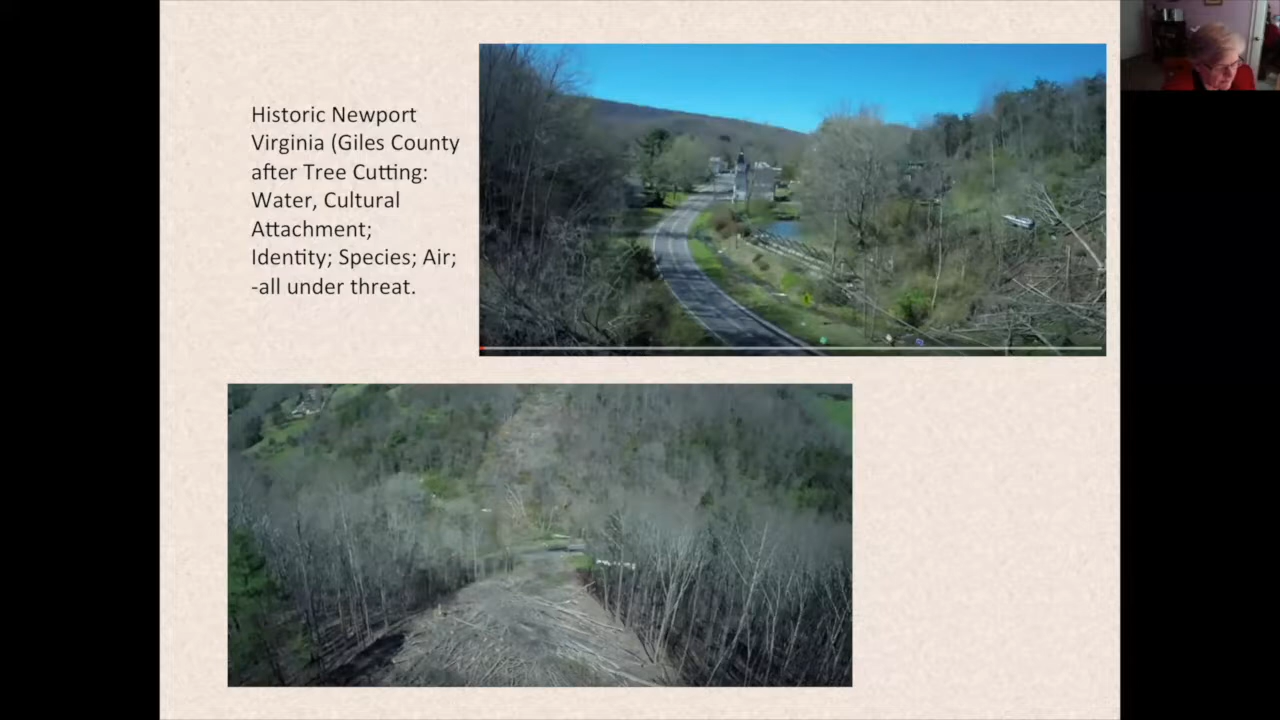 Historic Newport
Virginia (Giles County
after Tree Cutting:
Water, Cultural
Attachment;
Identity; Species; Air;
-all under threat.